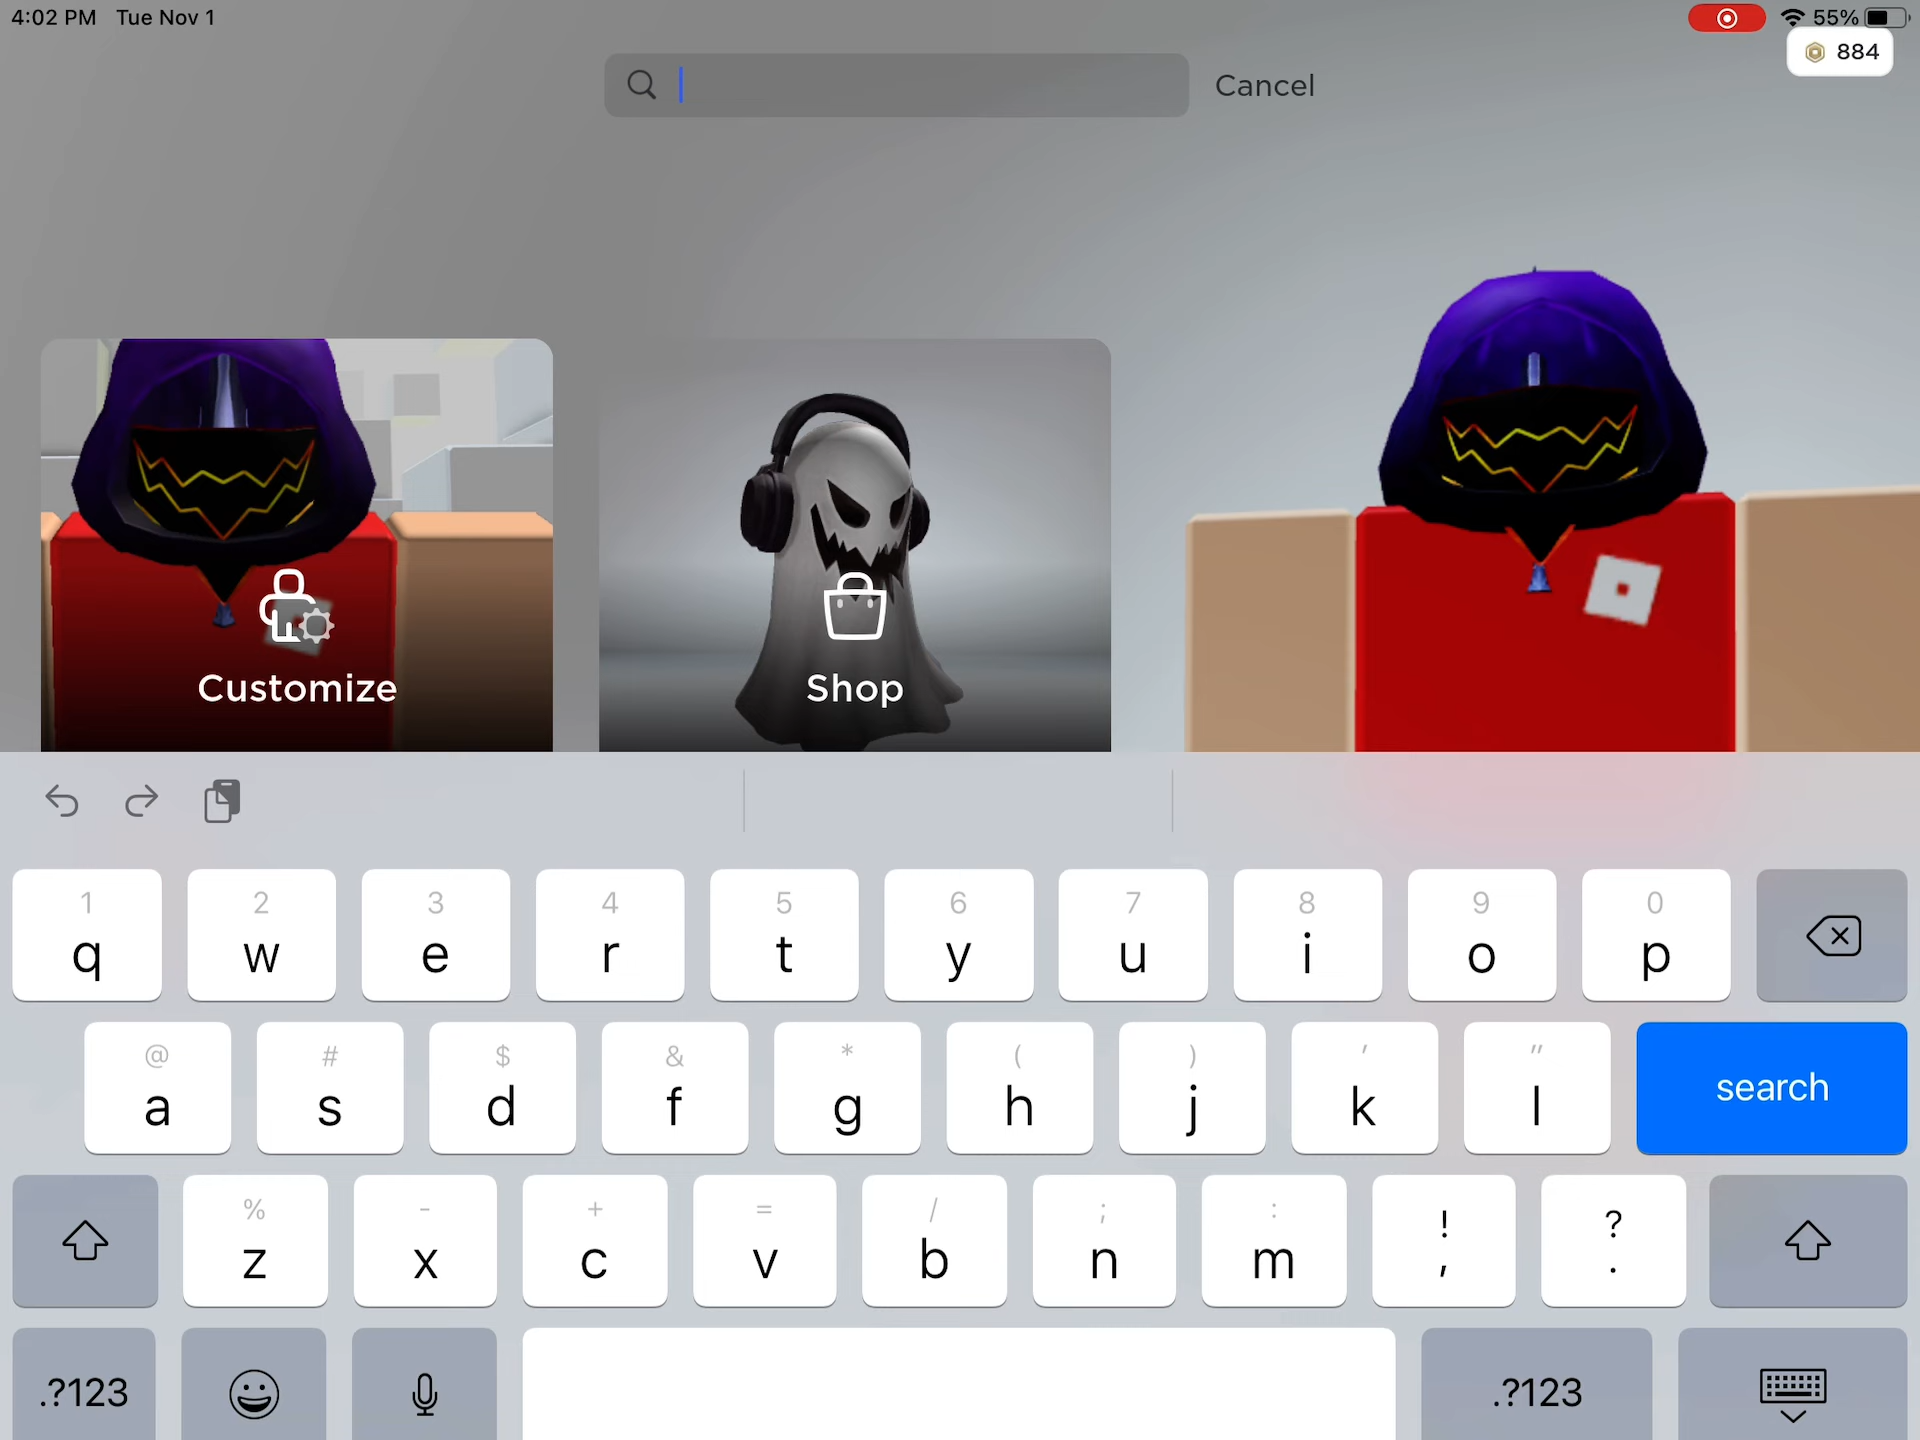 4:02 PM Tue Nov 1
55%
884
Cancel
Customize
Shop
1 2 3 4 5 6 7 8 9 0
q w e r t y u i o p
@ # $ & * ( ) ' "
a s d f g h j k l search
% - + = / ; : ! ?
z x c v b n m , .
.?123 .?123